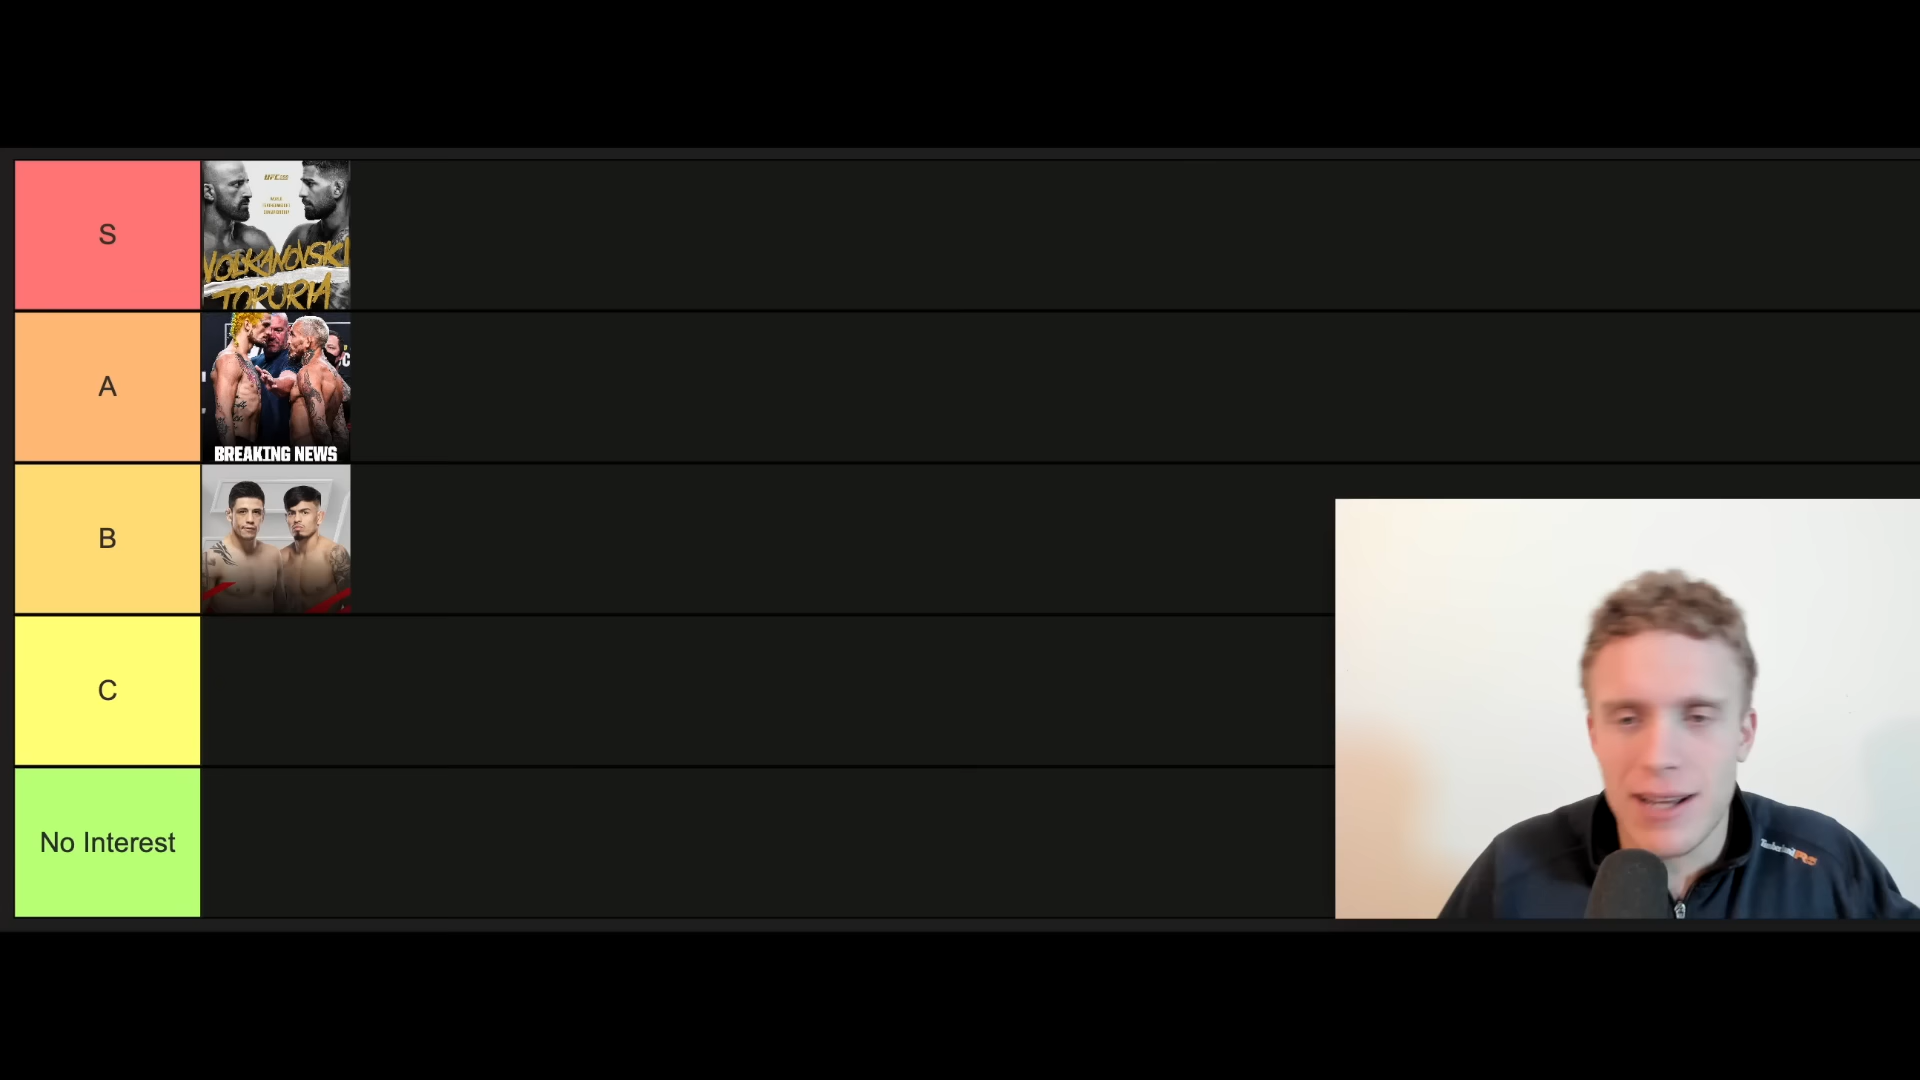 S
VOLKANOVSKI
TOPURIA
A
BREAKING NEWS
B
C
No Interest